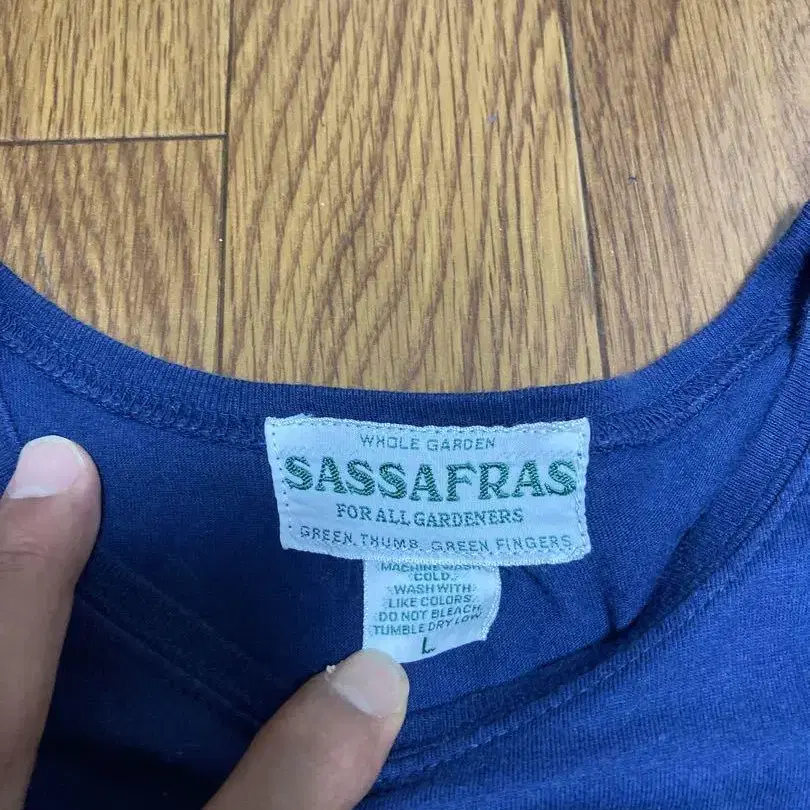 WHOLE GARDEN
SASSAFRAS
FOR ALL GARDENERS
GREEN THUMB GREEN FINGERS
MACHINE WASH
COLD.
WASH WITH
LIKE COLORS.
DO NOT BLEACH
TUMBLE DRY LOW
L